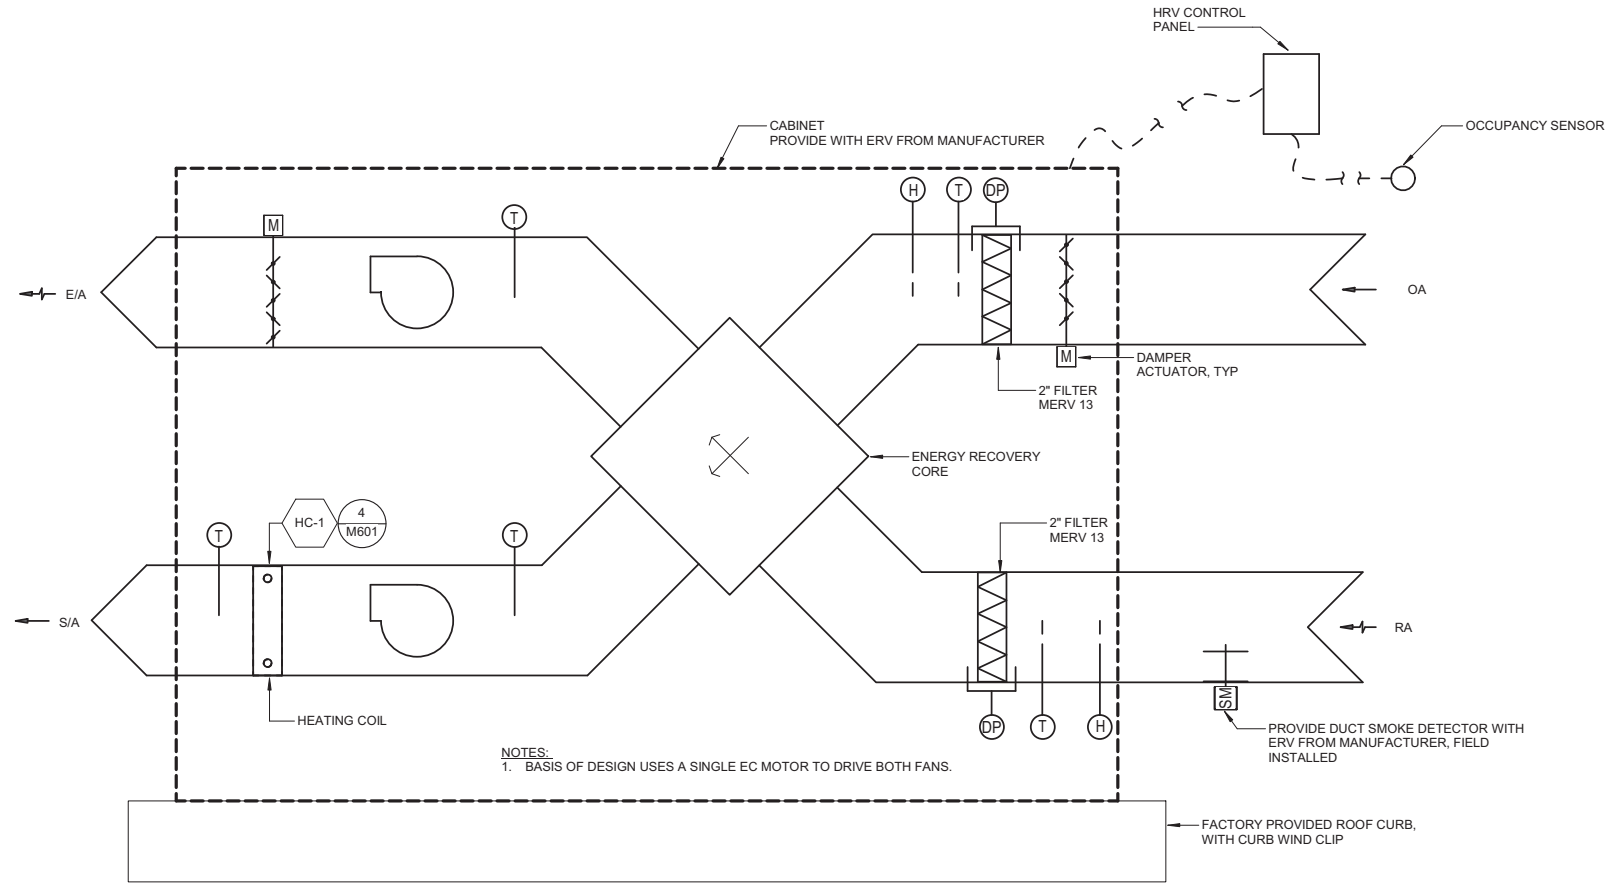 HRV CONTROL
PANEL
CABINET
PROVIDE WITH ERV FROM MANUFACTURER
OCCUPANCY SENSOR
H
T
DP
M
T
E/A
OA
M
DAMPER
ACTUATOR, TYP
2" FILTER
MERV 13
ENERGY RECOVERY
CORE
HC-1
4
M601
T
T
2" FILTER
MERV 13
S/A
RA
SM
HEATING COIL
DP
T
H
PROVIDE DUCT SMOKE DETECTOR WITH
ERV FROM MANUFACTURER, FIELD
INSTALLED
NOTES:
1. BASIS OF DESIGN USES A SINGLE EC MOTOR TO DRIVE BOTH FANS.
FACTORY PROVIDED ROOF CURB,
WITH CURB WIND CLIP